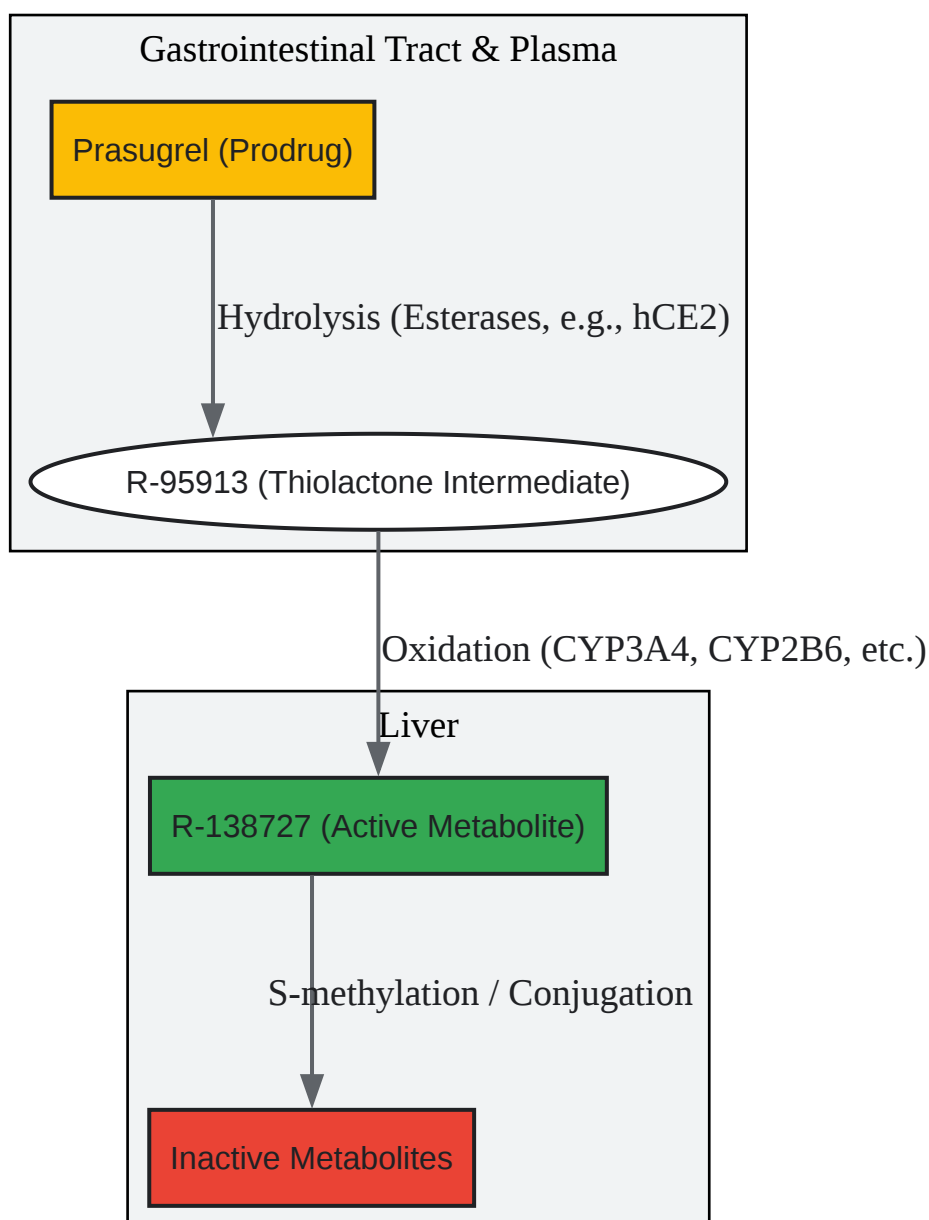 Gastrointestinal Tract & Plasma
Prasugrel (Prodrug)
Hydrolysis (Esterases, e.g., hCE2)
R-95913 (Thiolactone Intermediate)
Oxidation (CYP3A4, CYP2B6, etc.)
Liver
R-138727 (Active Metabolite)
S-methylation / Conjugation
Inactive Metabolites